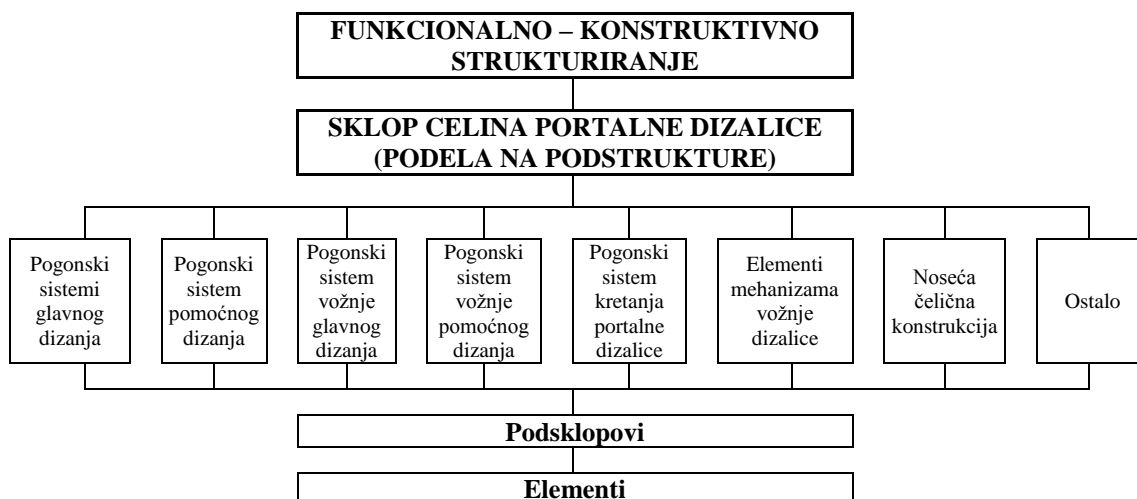 FUNKCIONALNO – KONSTRUKTIVNO
STRUKTURIRANJE
SKLOP CELINA PORTALNE DIZALICE
(PODELA NA PODSTRUKTURE)
Pogonski
sistemi
glavnog
dizanja
Pogonski
sistem
pomoćnog
dizanja
Pogonski
sistem
vožnje
glavnog
dizanja
Pogonski
sistem
vožnje
pomoćnog
dizanja
Pogonski
sistem
kretanja
portalne
dizalice
Elementi
mehanizama
vožnje
dizalice
Noseća
čelična
konstrukcija
Ostalo
Podsklopovi
Elementi